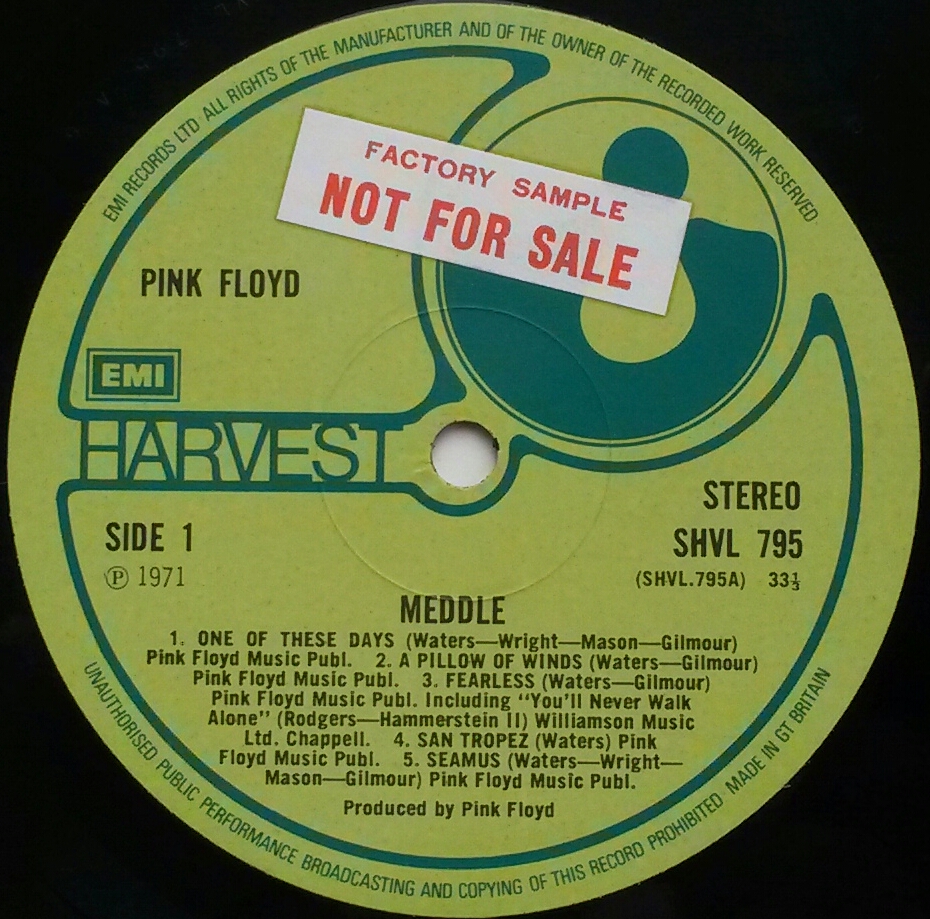 EMI RECORDS LTD ALL RIGHTS OF THE MANUFACTURER AND OF THE OWNER OF THE RECORDED WORK RESERVED
FACTORY SAMPLE
NOT FOR SALE
PINK FLOYD
EMI
HARVEST
STEREO
SIDE 1
SHVL 795
℗ 1971
(SHVL.795A) 33⅓
MEDDLE
1. ONE OF THESE DAYS (Waters—Wright—Mason—Gilmour)
Pink Floyd Music Publ. 2. A PILLOW OF WINDS (Waters—Gilmour)
Pink Floyd Music Publ. 3. FEARLESS (Waters—Gilmour)
Pink Floyd Music Publ. Including "You'll Never Walk
Alone" (Rodgers—Hammerstein II) Williamson Music
Ltd. Chappell. 4. SAN TROPEZ (Waters) Pink
Floyd Music Publ. 5. SEAMUS (Waters—Wright—
Mason—Gilmour) Pink Floyd Music Publ.
Produced by Pink Floyd
UNAUTHORISED PUBLIC PERFORMANCE BROADCASTING AND COPYING OF THIS RECORD PROHIBITED MADE IN GT BRITAIN